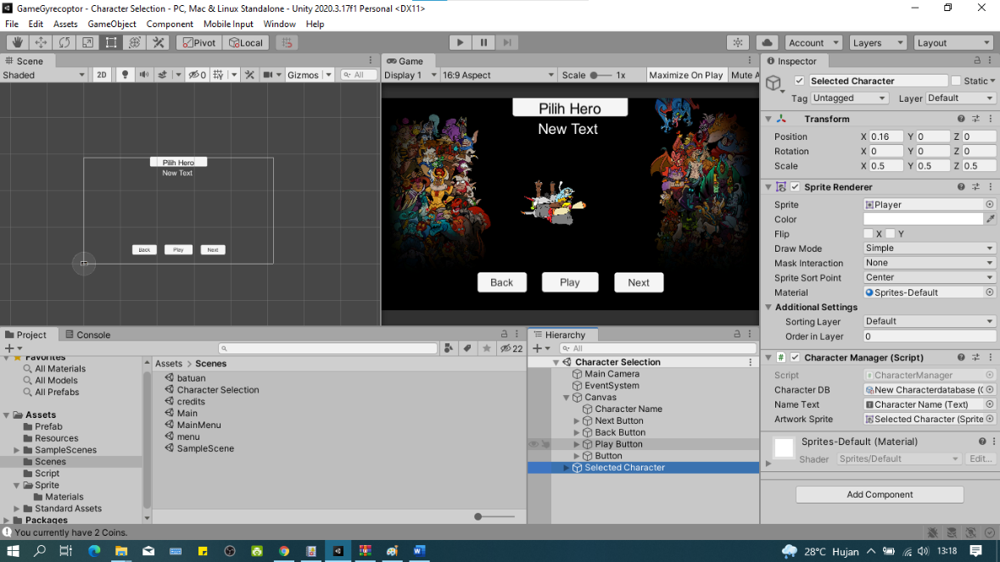 GameGyrecoptor - Character Selection - PC, Mac & Linux Standalone - Unity 2020.3.17f1 Personal <DX11>
File Edit Assets GameObject Component Mobile Input Window Help
Pivot Local Account Layers Layout
Scene
Shaded 2D 0 Gizmos All
Pilih Hero
New Text
Back Play Next
Game
Display 1 16:9 Aspect Scale 1x Maximize On Play Mute A
Pilih Hero
New Text
Back Play Next
Inspector
Selected Character Static
Tag Untagged Layer Default
Transform
Position X 0.16 Y 0 Z 0
Rotation X 0 Y 0 Z 0
Scale X 0.5 Y 0.5 Z 0.5
Sprite Renderer
Sprite Player
Color
Flip X Y
Draw Mode Simple
Mask Interaction None
Sprite Sort Point Center
Material Sprites-Default
Additional Settings
Sorting Layer Default
Order in Layer 0
Character Manager (Script)
Script CharacterManager
Character DB New Characterdatabase (C
Name Text Character Name (Text)
Artwork Sprite Selected Character (Sprite
Sprites-Default (Material)
Shader Sprites/Default Edit...
Add Component
Project Console
22
Favorites
All Materials
All Models
All Prefabs
Assets
Prefab
Resources
SampleScenes
Scenes
Script
Sprite
Materials
Standard Assets
Packages
Assets > Scenes
batuan
Character Selection
credits
Main
MainMenu
menu
SampleScene
Hierarchy
All
Character Selection
Main Camera
EventSystem
Canvas
Character Name
Next Button
Back Button
Play Button
Button
Selected Character
You currently have 2 Coins.
28°C Hujan 13:18